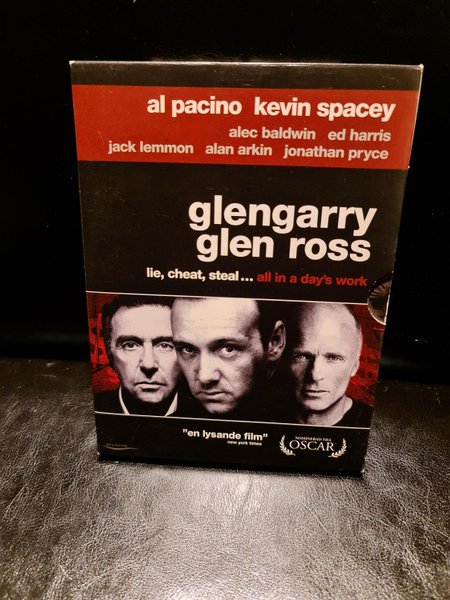 al pacino kevin spacey
alec baldwin ed harris
jack lemmon alan arkin jonathan pryce
glengarry
glen ross
lie, cheat, steal... all in a day's work
"en lysande film"
new york times
NOMINERAD TILL
OSCAR